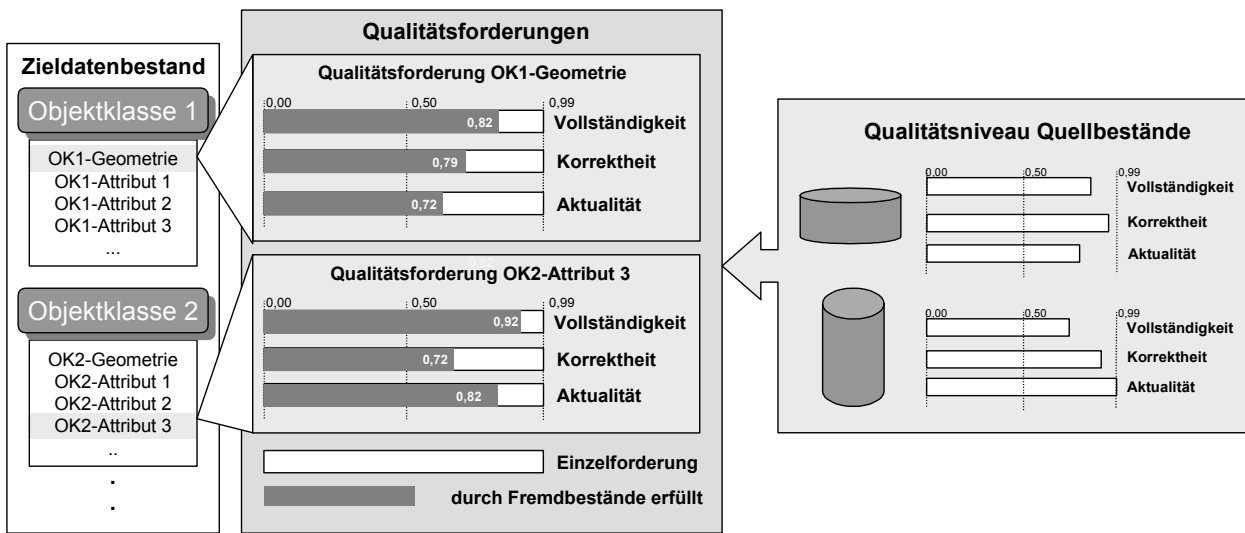 Zieldatenbestand
Objektklasse 1
OK1-Geometrie
OK1-Attribut 1
OK1-Attribut 2
OK1-Attribut 3
...
Objektklasse 2
OK2-Geometrie
OK2-Attribut 1
OK2-Attribut 2
OK2-Attribut 3
..
.
.
Qualitätsforderungen
Qualitätsforderung OK1-Geometrie
0,00 0,50 0,99
0,82 Vollständigkeit
0,79 Korrektheit
0,72 Aktualität
0,82
Qualitätsforderung OK2-Attribut 3
0,00 0,50 0,99
0,92 Vollständigkeit
0,72 Korrektheit
0,82 Aktualität
Einzelforderung
durch Fremdbestände erfüllt
Qualitätsniveau Quellbestände
0,00 0,50 0,99
Vollständigkeit
Korrektheit
Aktualität
0,00 0,50 0,99
Vollständigkeit
Korrektheit
Aktualität